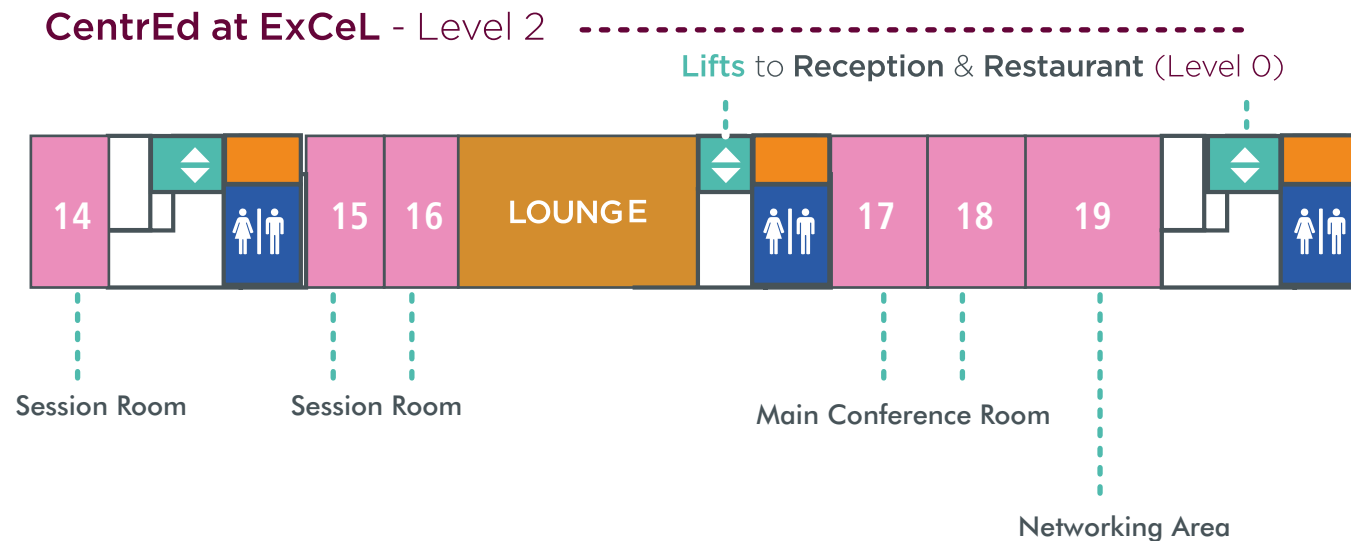 CentrEd at ExCeL - Level 2
Lifts to Reception & Restaurant (Level 0)
14
15
16
LOUNGE
17
18
19
Session Room
Session Room
Main Conference Room
Networking Area